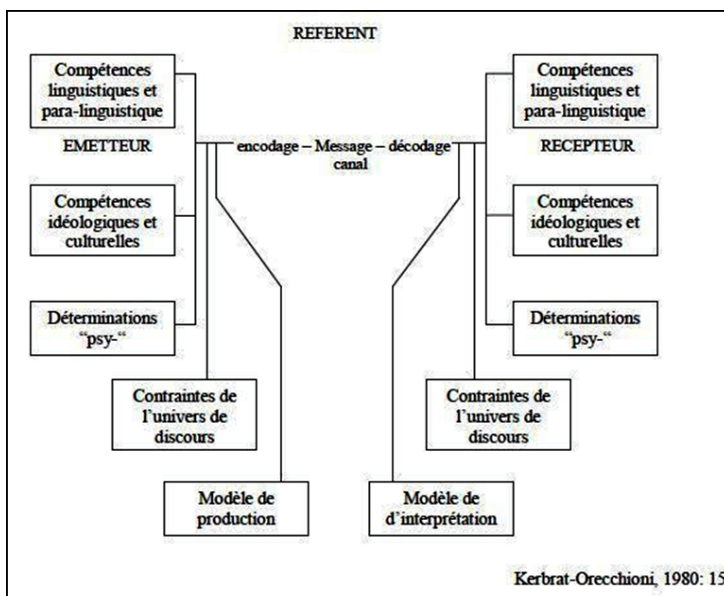 REFERENT
Compétences
linguistiques et
para-linguistique
EMETTEUR
Compétences
idéologiques et
culturelles
Déterminations
“psy-“
Contraintes de
l’univers de
discours
Modèle de
production
encodage – Message – décodage
canal
Compétences
linguistiques et
para-linguistique
RECEPTEUR
Compétences
idéologiques et
culturelles
Déterminations
“psy-“
Contraintes de
l’univers de
discours
Modèle de
d’interprétation
Kerbrat-Orecchioni, 1980: 15